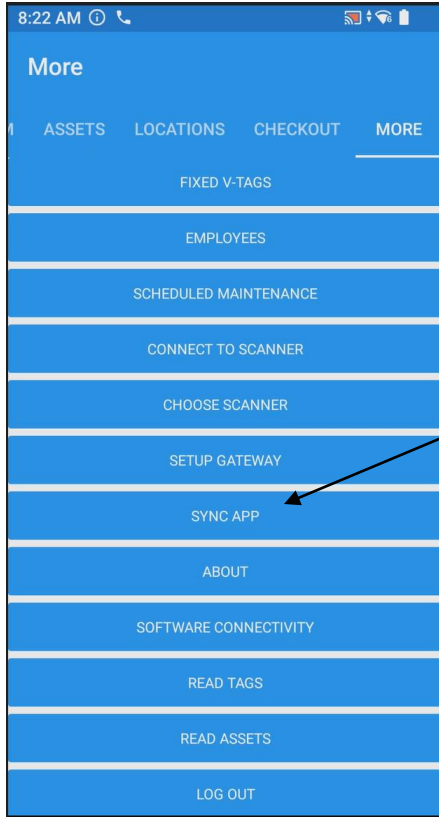 8:22 AM
More
ASSETS LOCATIONS CHECKOUT MORE
FIXED V-TAGS
EMPLOYEES
SCHEDULED MAINTENANCE
CONNECT TO SCANNER
CHOOSE SCANNER
SETUP GATEWAY
SYNC APP
ABOUT
SOFTWARE CONNECTIVITY
READ TAGS
READ ASSETS
LOG OUT